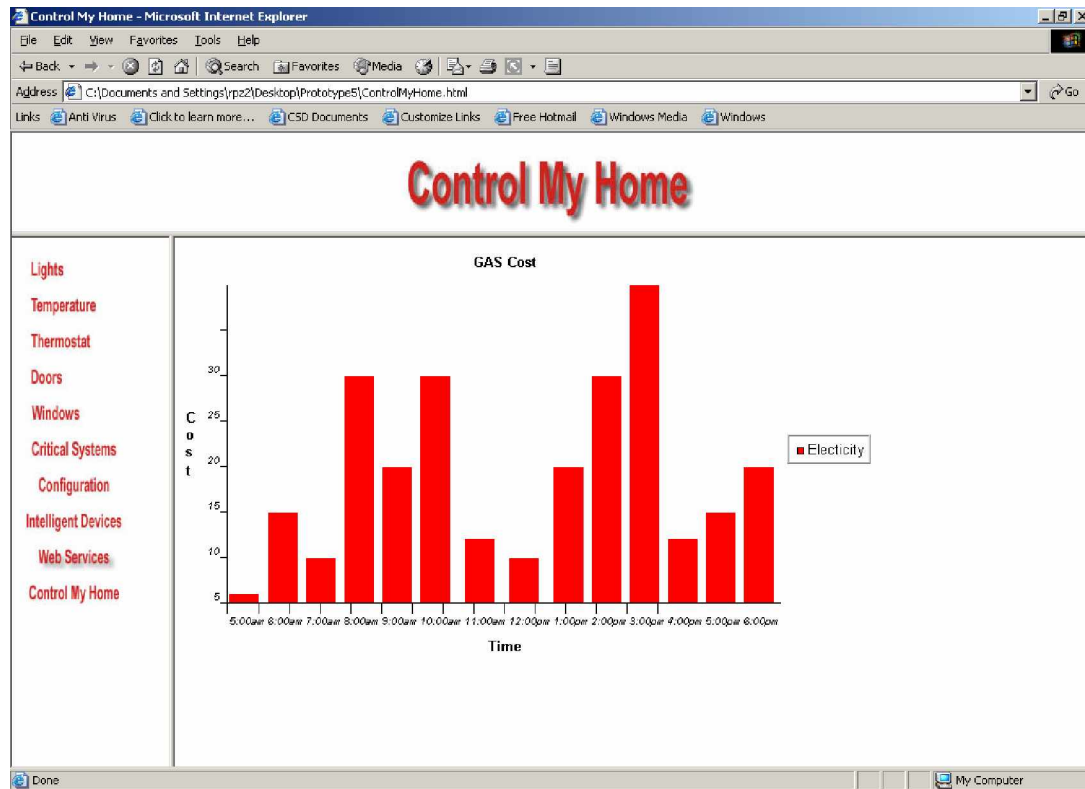 Control My Home - Microsoft Internet Explorer
File Edit View Favorites Tools Help
Back Search Favorites Media
Address C:\Documents and Settings\rpz2\Desktop\Prototype5\ControlMyHome.html Go
Links Anti Virus Click to learn more... CSD Documents Customize Links Free Hotmail Windows Media Windows
Control My Home
Lights
Temperature
Thermostat
Doors
Windows
Critical Systems
Configuration
Intelligent Devices
Web Services
Control My Home
GAS Cost
Cost
30
25
20
15
10
5
5:00am 6:00am 7:00am 8:00am 9:00am 10:00am 11:00am 12:00pm 1:00pm 2:00pm 3:00pm 4:00pm 5:00pm 6:00pm
Time
Electicity
Done My Computer